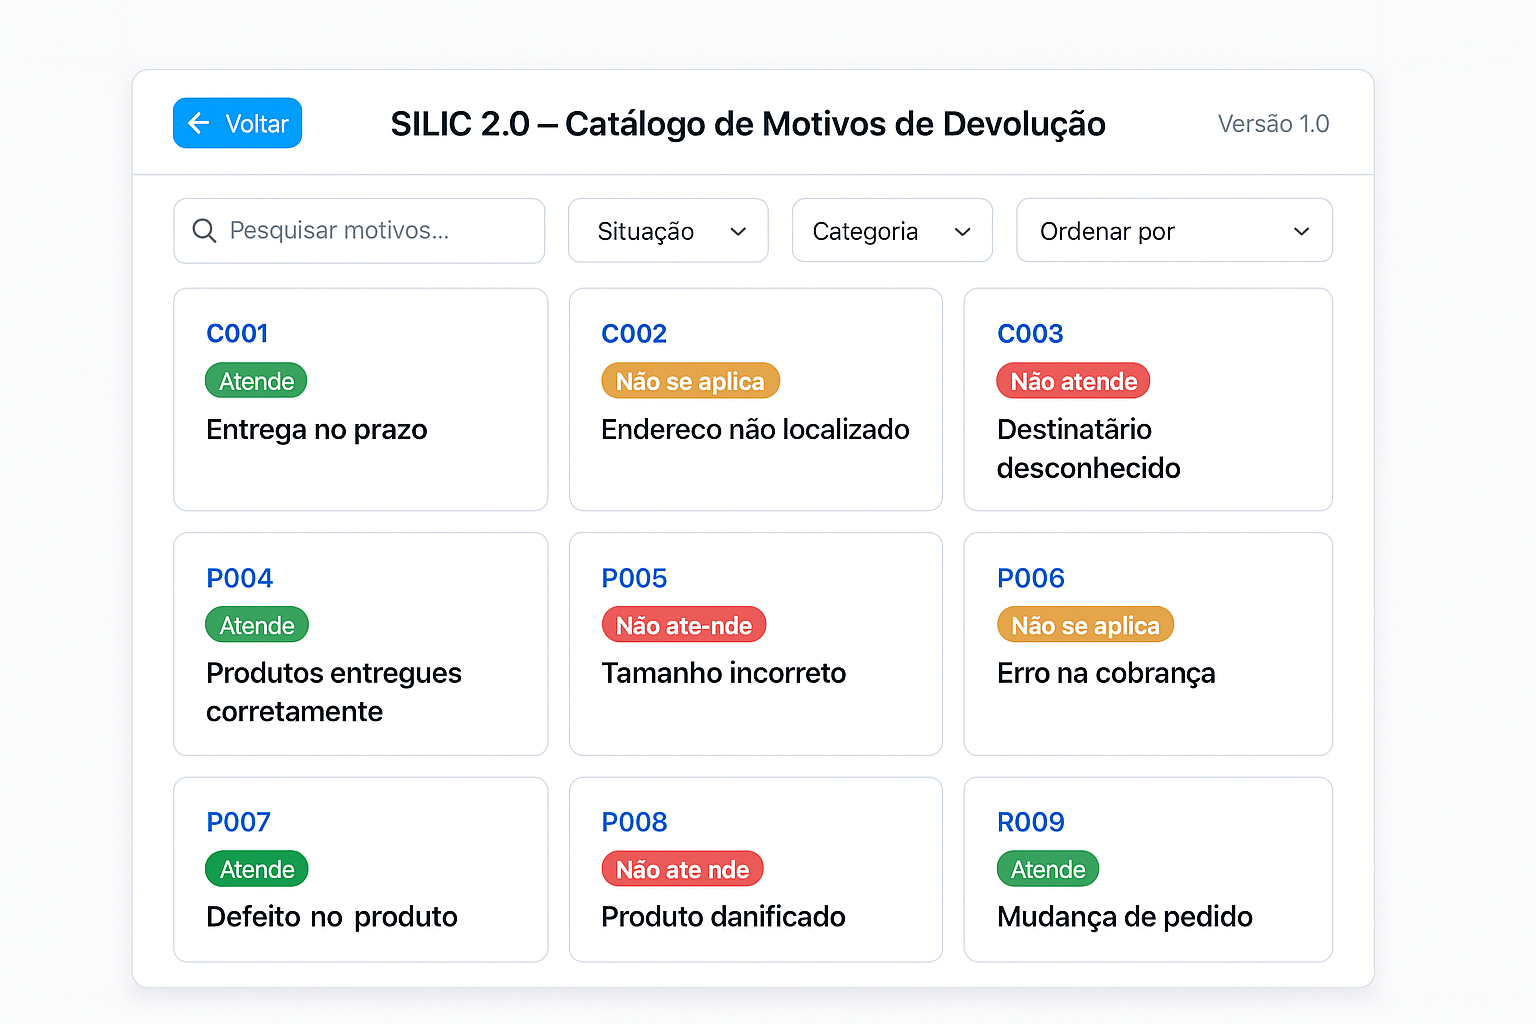 Voltar
SILIC 2.0 – Catálogo de Motivos de Devolução
Versão 1.0
Pesquisar motivos...
Situação
Categoria
Ordenar por
C001
Atende
Entrega no prazo
C002
Não se aplica
Endereco não localizado
C003
Não atende
Destinatãrio
desconhecido
P004
Atende
Produtos entregues
corretamente
P005
Não ate-nde
Tamanho incorreto
P006
Não se aplica
Erro na cobrança
P007
Atende
Defeito no produto
P008
Não ate nde
Produto danificado
R009
Atende
Mudança de pedido